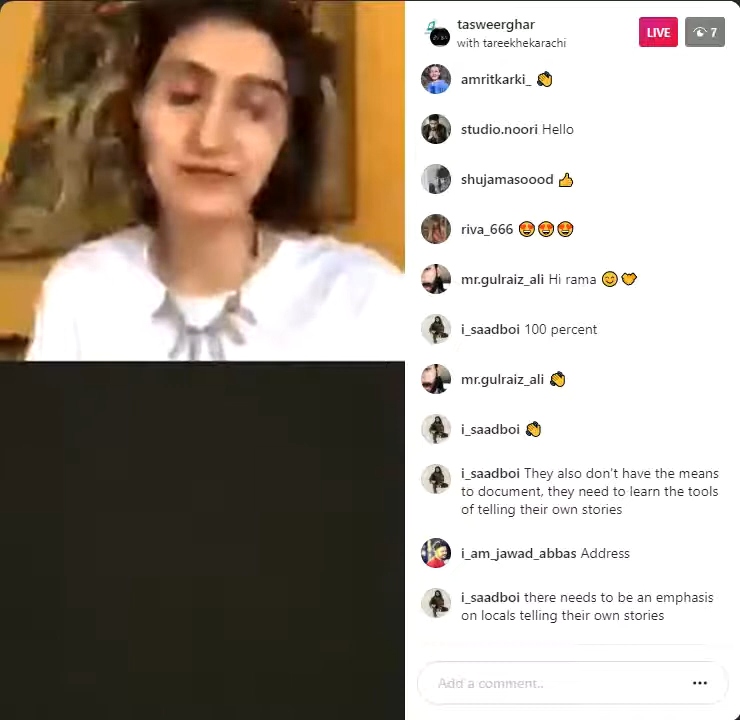 tasweerghar
with tareekhekarachi
LIVE
7
amritkarki_ 👏
studio.noori Hello
shujamasoood 👍
riva_666 🤩🤩🤩
mr.gulraiz_ali Hi rama 😊
i_saadboi 100 percent
mr.gulraiz_ali 👏
i_saadboi 👏
i_saadboi They also don't have the means
to document, they need to learn the tools
of telling their own stories
i_am_jawad_abbas Address
i_saadboi there needs to be an emphasis
on locals telling their own stories
Add a comment..